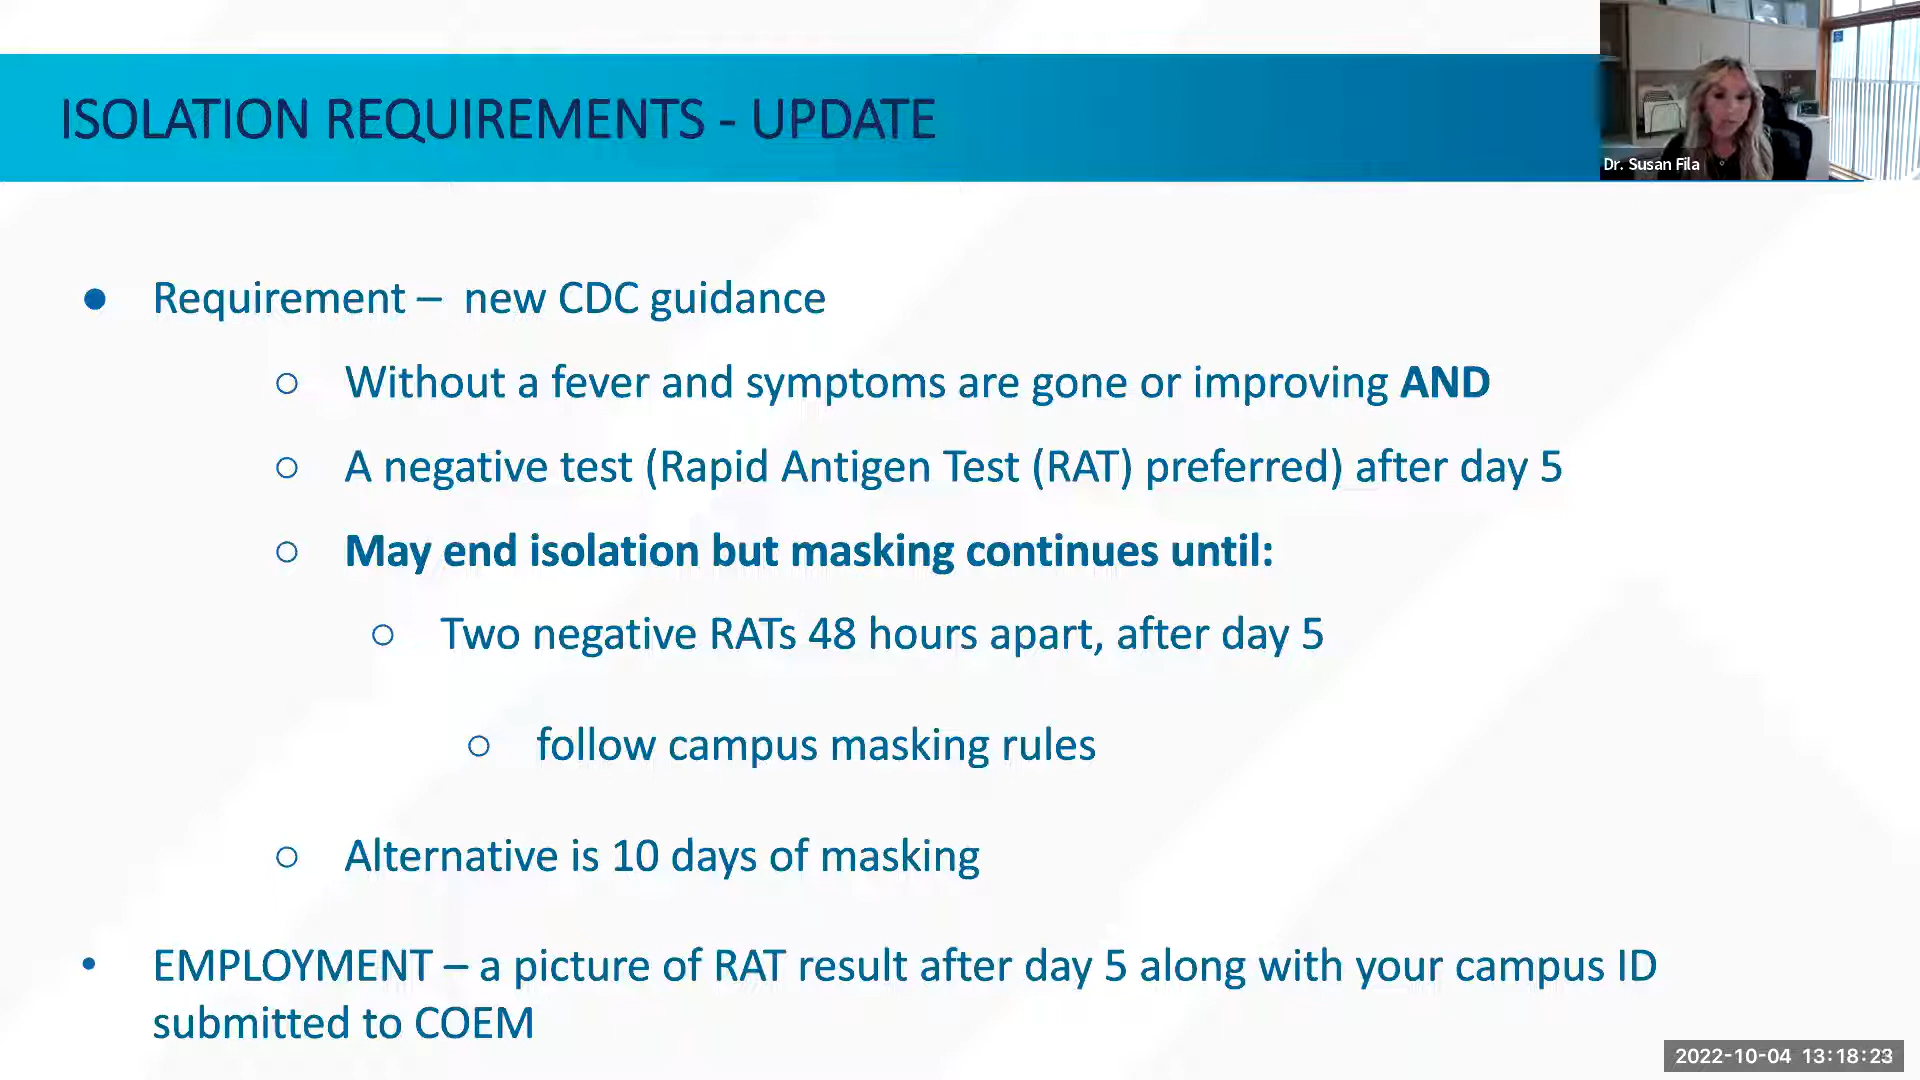 ISOLATION REQUIREMENTS - UPDATE
Dr. Susan Fila
● Requirement – new CDC guidance
○ Without a fever and symptoms are gone or improving AND
○ A negative test (Rapid Antigen Test (RAT) preferred) after day 5
○ May end isolation but masking continues until:
○ Two negative RATs 48 hours apart, after day 5
○ follow campus masking rules
○ Alternative is 10 days of masking
• EMPLOYMENT – a picture of RAT result after day 5 along with your campus ID
submitted to COEM
2022-10-04 13:18:23